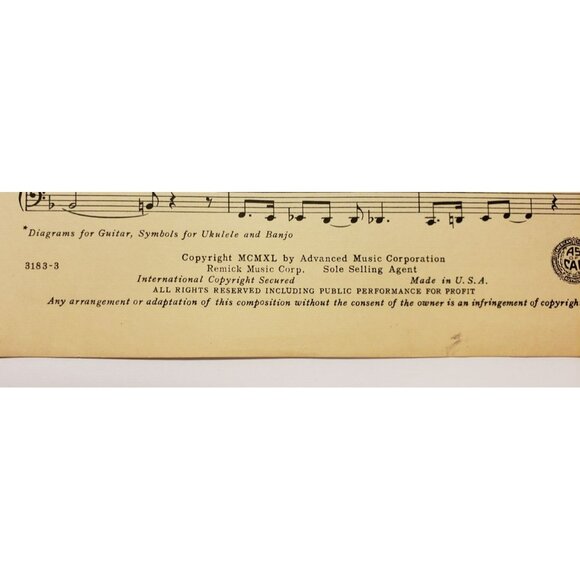 *Diagrams for Guitar, Symbols for Ukulele and Banjo
Copyright MCMXL by Advanced Music Corporation
3183-3
Remick Music Corp. Sole Selling Agent
International Copyright Secured Made in U. S. A.
ALL RIGHTS RESERVED INCLUDING PUBLIC PERFORMANCE FOR PROFIT
Any arrangement or adaptation of this composition without the consent of the owner is an infringement of copyrigh
AS
CA